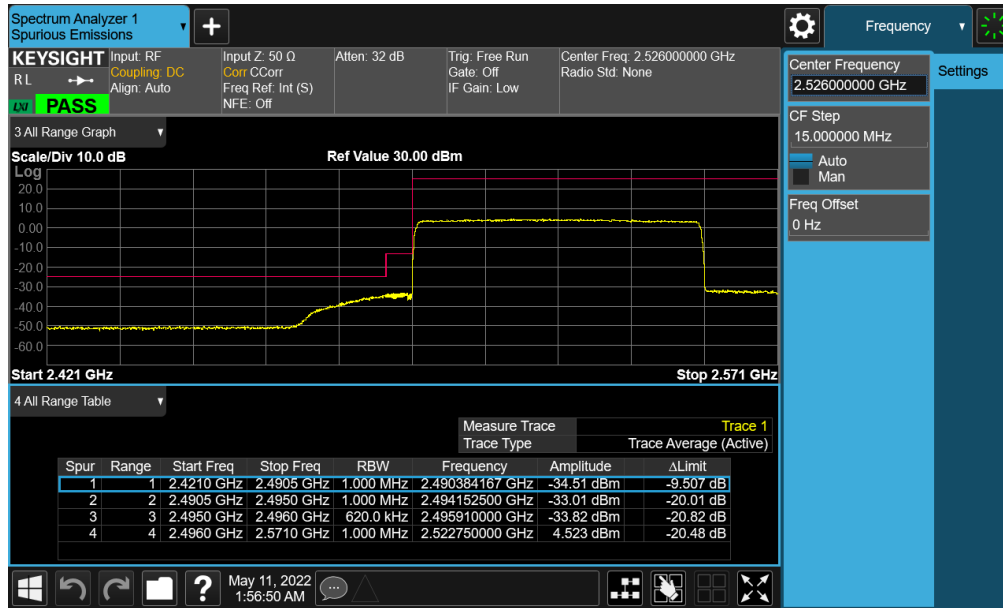 Spectrum Analyzer 1
Spurious Emissions
+
Frequency
KEYSIGHT
R L
LXI
PASS
Input: RF
Coupling: DC
Align: Auto
Input Z: 50 Ω
Corr CCorr
Freq Ref: Int (S)
NFE: Off
Atten: 32 dB
Trig: Free Run
Gate: Off
IF Gain: Low
Center Freq: 2.526000000 GHz
Radio Std: None
Center Frequency
2.526000000 GHz
Settings
CF Step
15.000000 MHz
Auto
Man
Freq Offset
0 Hz
3 All Range Graph
Scale/Div 10.0 dB
Ref Value 30.00 dBm
Log
20.0
10.0
0.00
-10.0
-20.0
-30.0
-40.0
-50.0
-60.0
Start 2.421 GHz
Stop 2.571 GHz
4 All Range Table
Measure Trace Trace 1
Trace Type Trace Average (Active)
Spur Range Start Freq Stop Freq RBW Frequency Amplitude ΔLimit
1 1 2.4210 GHz 2.4905 GHz 1.000 MHz 2.490384167 GHz -34.51 dBm -9.507 dB
2 2 2.4905 GHz 2.4950 GHz 1.000 MHz 2.494152500 GHz -33.01 dBm -20.01 dB
3 3 2.4950 GHz 2.4960 GHz 620.0 kHz 2.495910000 GHz -33.82 dBm -20.82 dB
4 4 2.4960 GHz 2.5710 GHz 1.000 MHz 2.522750000 GHz 4.523 dBm -20.48 dB
?
May 11, 2022
1:56:50 AM